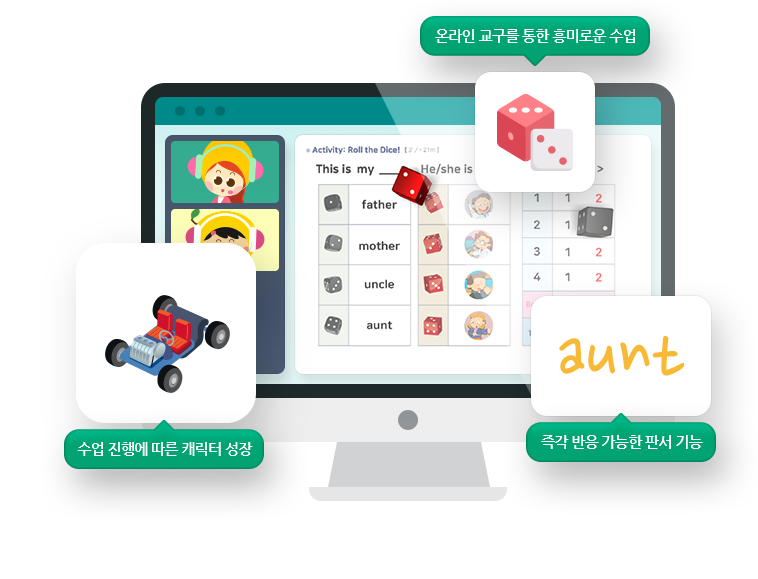 온라인 교구를 통한 흥미로운 수업
Activity: Roll the Dice!
This is my ___ He/she is
>
father
1 1 2
mother
2 1
uncle
3 1 2
aunt
4 1 2
aunt
수업 진행에 따른 캐릭터 성장
즉각 반응 가능한 판서 기능